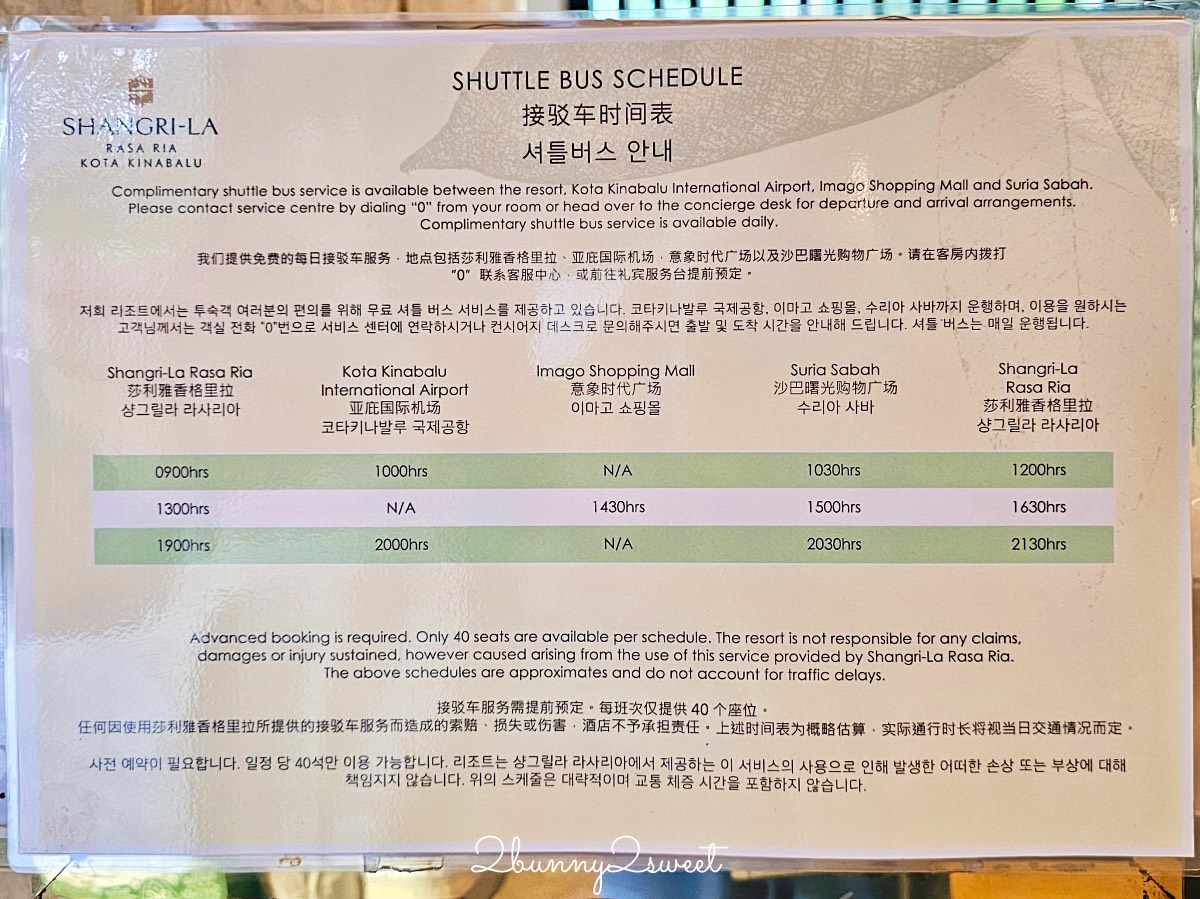 SHANGRI-LA
RASA RIA
KOTA KINABALU
SHUTTLE BUS SCHEDULE
接驳车时间表
셔틀버스 안내
Complimentary shuttle bus service is available between the resort, Kota Kinabalu International Airport, Imago Shopping Mall and Suria Sabah.
Please contact service centre by dialing “0” from your room or head over to the concierge desk for departure and arrival arrangements.
Complimentary shuttle bus service is available daily.
我们提供免费的每日接驳车服务，地点包括莎利雅香格里拉、亚庇国际机场，意象时代广场以及沙巴曙光购物广场。请在客房内拨打
“0” 联系客服中心，或前往礼宾服务台提前预定。
저희 리조트에서는 투숙객 여러분의 편의를 위해 무료 셔틀 버스 서비스를 제공하고 있습니다. 코타키나발루 국제공항, 이마고 쇼핑몰, 수리아 사바까지 운행하며, 이용을 원하시는
고객님께서는 객실 전화 "0"번으로 서비스 센터에 연락하시거나 컨시어지 데스크로 문의해주시면 출발 및 도착 시간을 안내해 드립니다. 셔틀 버스는 매일 운행됩니다.
Shangri-La Rasa Ria
莎利雅香格里拉
샹그릴라 라사리아
Kota Kinabalu
International Airport
亚庇国际机场
코타키나발루 국제공항
Imago Shopping Mall
意象时代广场
이마고 쇼핑몰
Suria Sabah
沙巴曙光购物广场
수리아 사바
Shangri-La
Rasa Ria
莎利雅香格里拉
샹그릴라 라사리아
0900hrs 1000hrs N/A 1030hrs 1200hrs
1300hrs N/A 1430hrs 1500hrs 1630hrs
1900hrs 2000hrs N/A 2030hrs 2130hrs
Advanced booking is required. Only 40 seats are available per schedule. The resort is not responsible for any claims,
damages or injury sustained, however caused arising from the use of this service provided by Shangri-La Rasa Ria.
The above schedules are approximates and do not account for traffic delays.
接驳车服务需提前预定。每班次仅提供 40 个座位。
任何因使用莎利雅香格里拉所提供的接驳车服务而造成的索赔、损失或伤害，酒店不予承担责任。上述时间表为概略估算，实际通行时长将视当日交通情况而定。
사전 예약이 필요합니다. 일정 당 40석만 이용 가능합니다. 리조트는 샹그릴라 라사리아에서 제공하는 이 서비스의 사용으로 인해 발생한 어떠한 손상 또는 부상에 대해
책임지지 않습니다. 위의 스케줄은 대략적이며 교통 체증 시간을 포함하지 않습니다.
2bunny2sweet